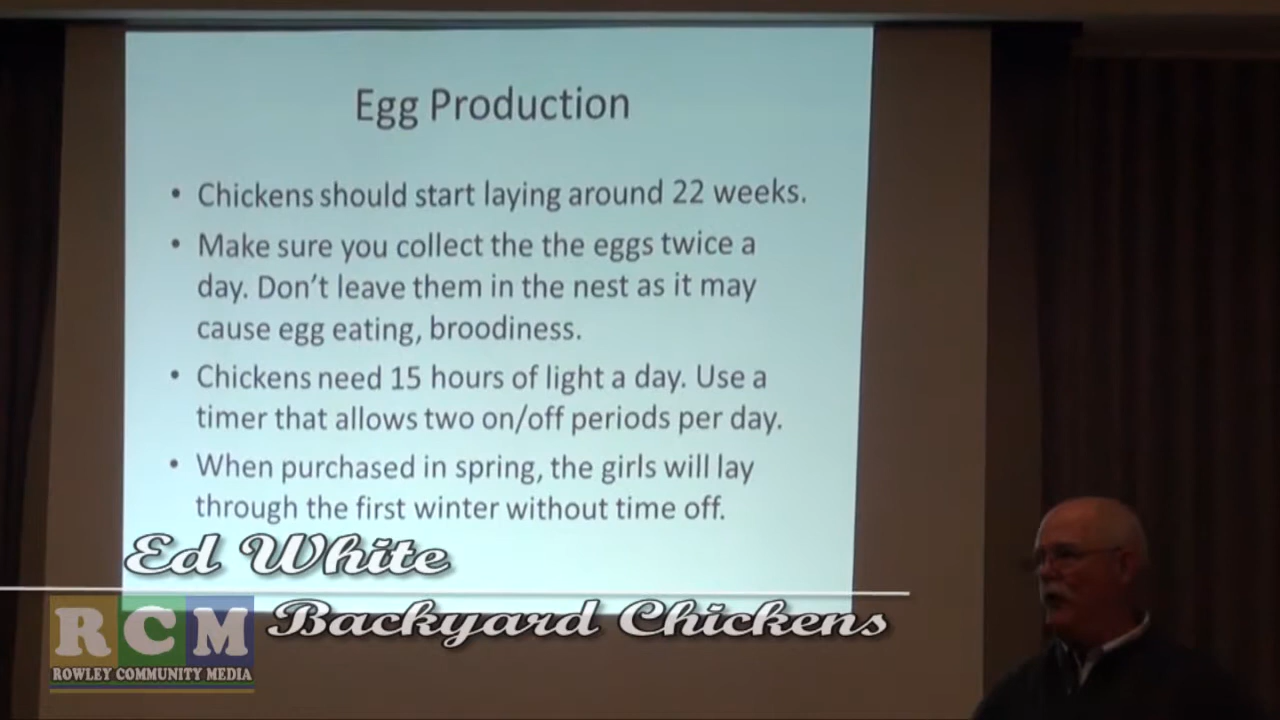 Egg Production
• Chickens should start laying around 22 weeks.
• Make sure you collect the the eggs twice a
day. Don't leave them in the nest as it may
cause egg eating, broodiness.
• Chickens need 15 hours of light a day. Use a
timer that allows two on/off periods per day.
• When purchased in spring, the girls will lay
through the first winter without time off.
Ed White
Backyard Chickens
RCM
ROWLEY COMMUNITY MEDIA